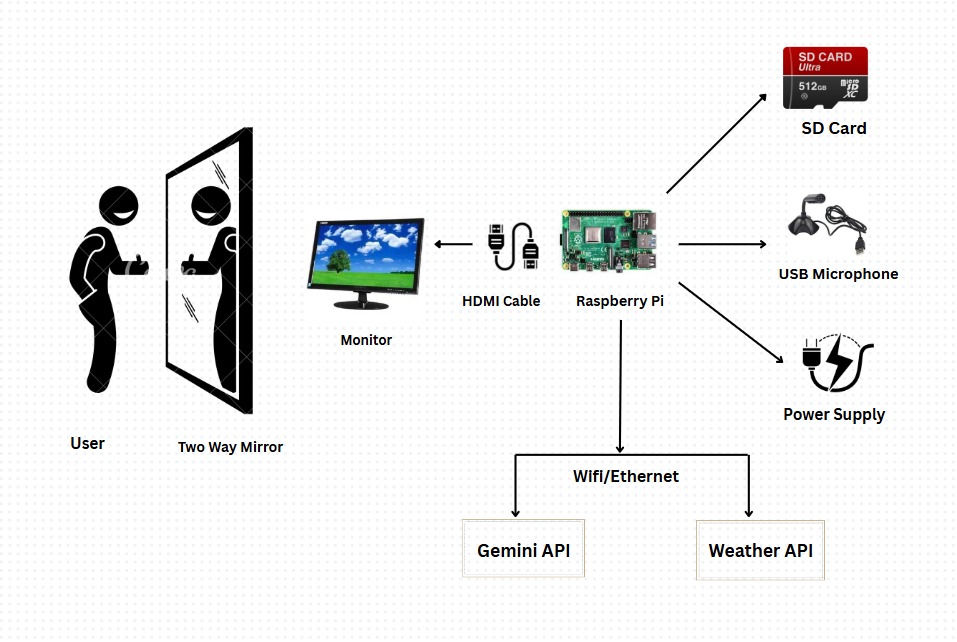 SD CARD
Ultra
512GB
micro
SD
XC
SD Card
USB Microphone
HDMI Cable
Raspberry Pi
Monitor
Power Supply
User
Two Way Mirror
Wifi/Ethernet
Gemini API
Weather API